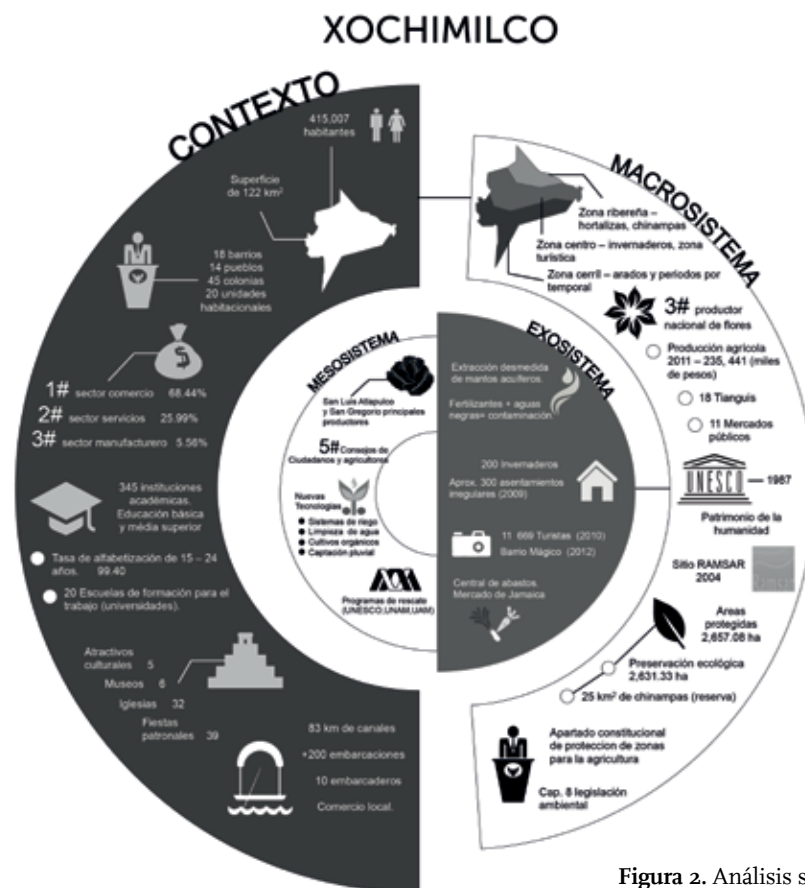 XOCHIMILCO
CONTEXTO
415,007
habitantes
Superficie
de 122 km²
18 barrios
14 pueblos
45 colonias
20 unidades
habitacionales
1# sector comercio 68.44%
2# sector servicios 25.99%
3# sector manufacturero 5.56%
345 instituciones
académicas.
Educación básica
y média superior
Tasa de alfabetización de 15 – 24
años. 99.40
20 Escuelas de formación para el
trabajo (universidades).
Atractivos
culturales 5
Museos 6
Iglesias 32
Fiestas
patronales 39
83 km de canales
+200 embarcaciones
10 embarcaderos
Comercio local.
MESOSISTEMA
San Luis Atlapulco
y San Gregorio principales
productores
5# Consejos de
Ciudadanos y agricultores
Nuevas
Tecnologías
Sistemas de riego
Limpieza de agua
Cultivos orgánicos
Captación pluvial
Programas de rescate
(UNESCO,UNAM,UAM)
EXOSISTEMA
Extracción desmedida
de mantos acuíferos.
Fertilizantes + aguas
negras= contaminación.
200 Invernaderos
Aprox. 300 asentamientos
irregulares (2009)
11 669 Turistas (2010)
Barrio Mágico (2012)
Central de abastos
Mercado de Jamaica
MACROSISTEMA
Zona ribereña –
hortalizas, chinampas
Zona centro – invernaderos, zona
turística
Zona cerril – arados y periodos por
temporal
3# productor
nacional de flores
Producción agrícola
2011 – 235, 441 (miles
de pesos)
18 Tianguis
11 Mercados
públicos
UNESCO
1987
Patrimonio de la
humanidad
Sitio RAMSAR
2004
Areas
protegidas
2,657.08 ha
Preservación ecológica
2,631.33 ha
25 km² de chinampas (reserva)
Apartado constitucional
de proteccion de zonas
para la agricultura
Cap. 8 legislación
ambiental
Figura 2. Análisis s